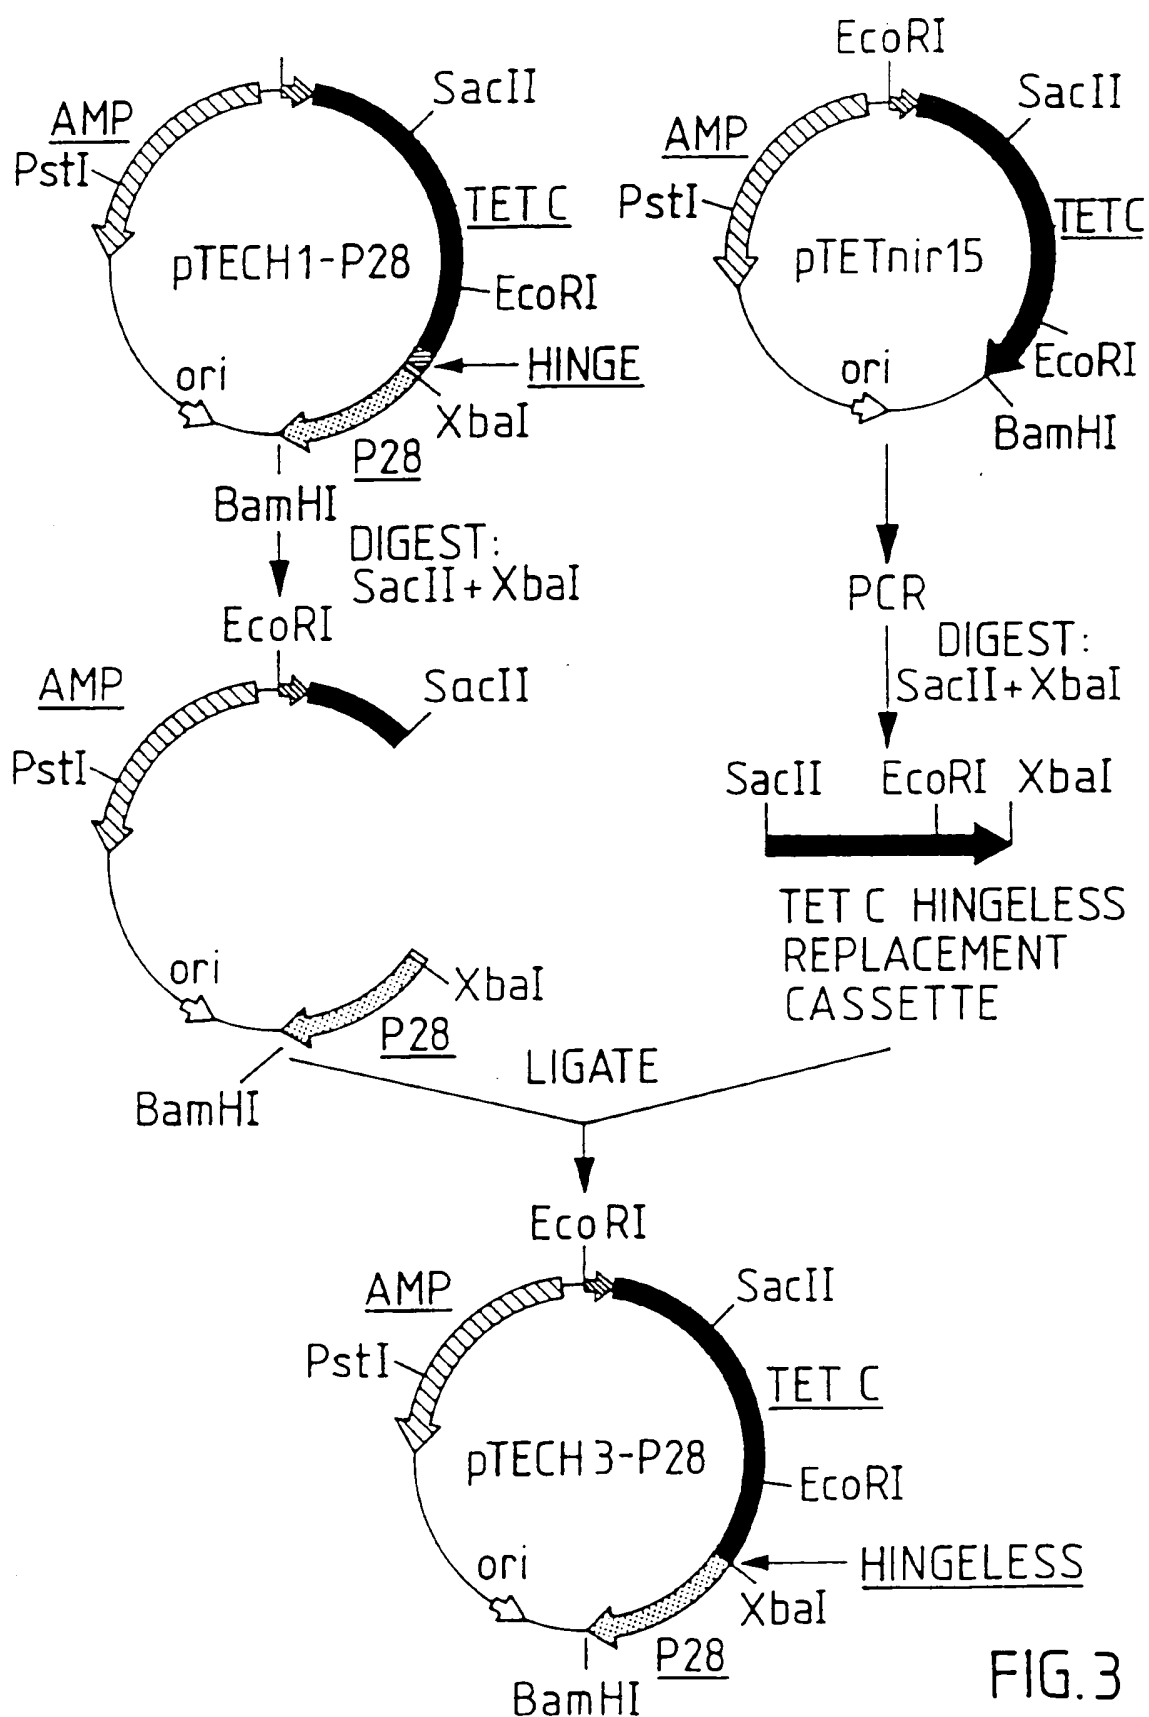 SacII
AMP
PstI
TET C
pTECH1-P28
EcoRI
HINGE
ori
XbaI
P28
BamHI
DIGEST:
SacII+XbaI
EcoRI
SacII
AMP
PstI
TETC
pTETnir15
ori
EcoRI
BamHI
PCR
DIGEST:
SacII+XbaI
EcoRI
AMP
SacII
PstI
ori
XbaI
P28
BamHI
SacII
EcoRI
XbaI
TET C HINGELESS
REPLACEMENT
CASSETTE
LIGATE
EcoRI
AMP
SacII
PstI
TET C
pTECH3-P28
EcoRI
ori
HINGELESS
XbaI
P28
BamHI
FIG.3